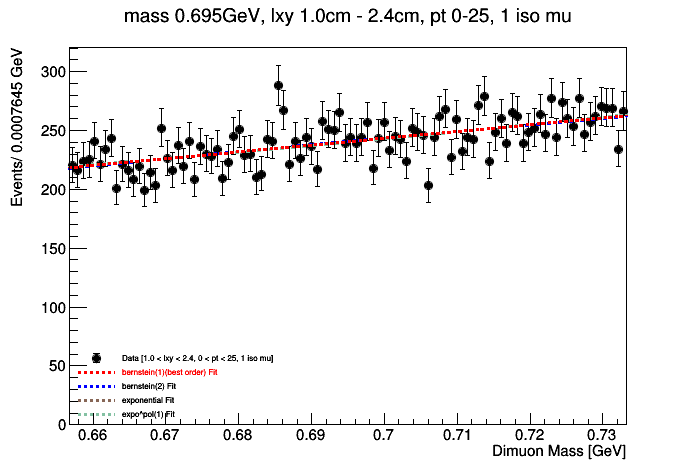 mass 0.695GeV, lxy 1.0cm - 2.4cm, pt 0-25, 1 iso mu
Events/ 0.0007645 GeV
300
250
200
150
100
50
0
Data [1.0 < lxy < 2.4, 0 < pt < 25, 1 iso mu]
bernstein(1)(best order) Fit
bernstein(2) Fit
exponential Fit
expo^pol(1) Fit
0.66 0.67 0.68 0.69 0.7 0.71 0.72 0.73
Dimuon Mass [GeV]